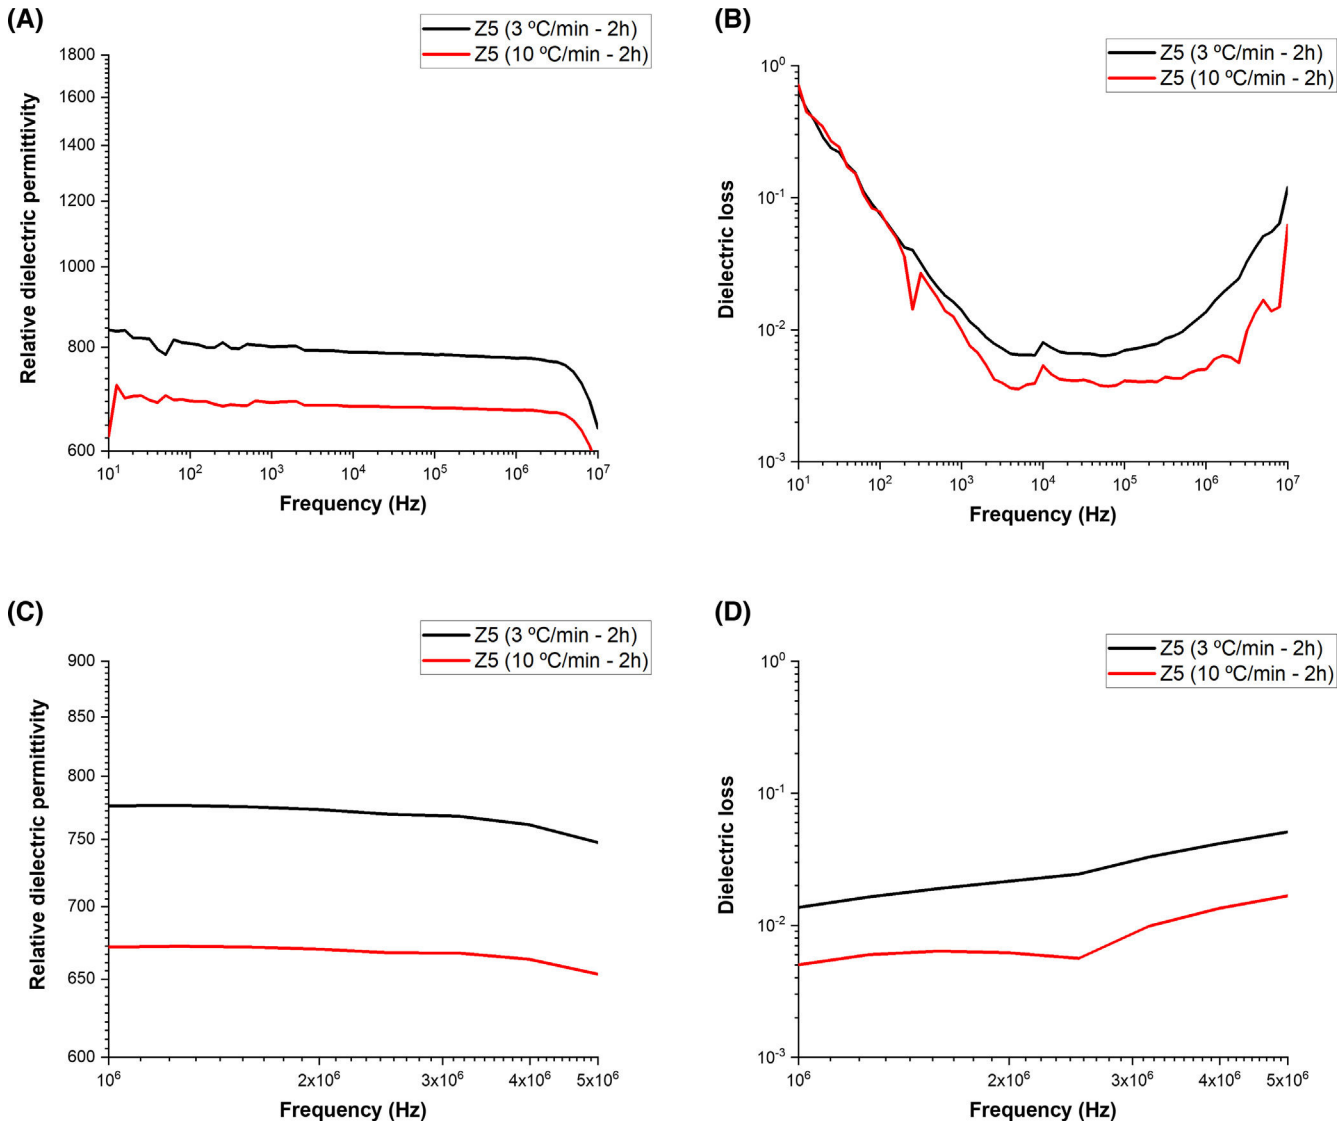 (A)
Z5 (3 ºC/min - 2h)
Z5 (10 ºC/min - 2h)
1800
1600
1400
1200
1000
800
600
Relative dielectric permittivity
10¹ 10² 10³ 10⁴ 10⁵ 10⁶ 10⁷
Frequency (Hz)
(B)
Z5 (3 ºC/min - 2h)
Z5 (10 ºC/min - 2h)
10⁰
10⁻¹
10⁻²
10⁻³
Dielectric loss
10¹ 10² 10³ 10⁴ 10⁵ 10⁶ 10⁷
Frequency (Hz)
(C)
Z5 (3 ºC/min - 2h)
Z5 (10 ºC/min - 2h)
900
850
800
750
700
650
600
Relative dielectric permittivity
10⁶ 2x10⁶ 3x10⁶ 4x10⁶ 5x10⁶
Frequency (Hz)
(D)
Z5 (3 ºC/min - 2h)
Z5 (10 ºC/min - 2h)
10⁰
10⁻¹
10⁻²
10⁻³
Dielectric loss
10⁶ 2x10⁶ 3x10⁶ 4x10⁶ 5x10⁶
Frequency (Hz)